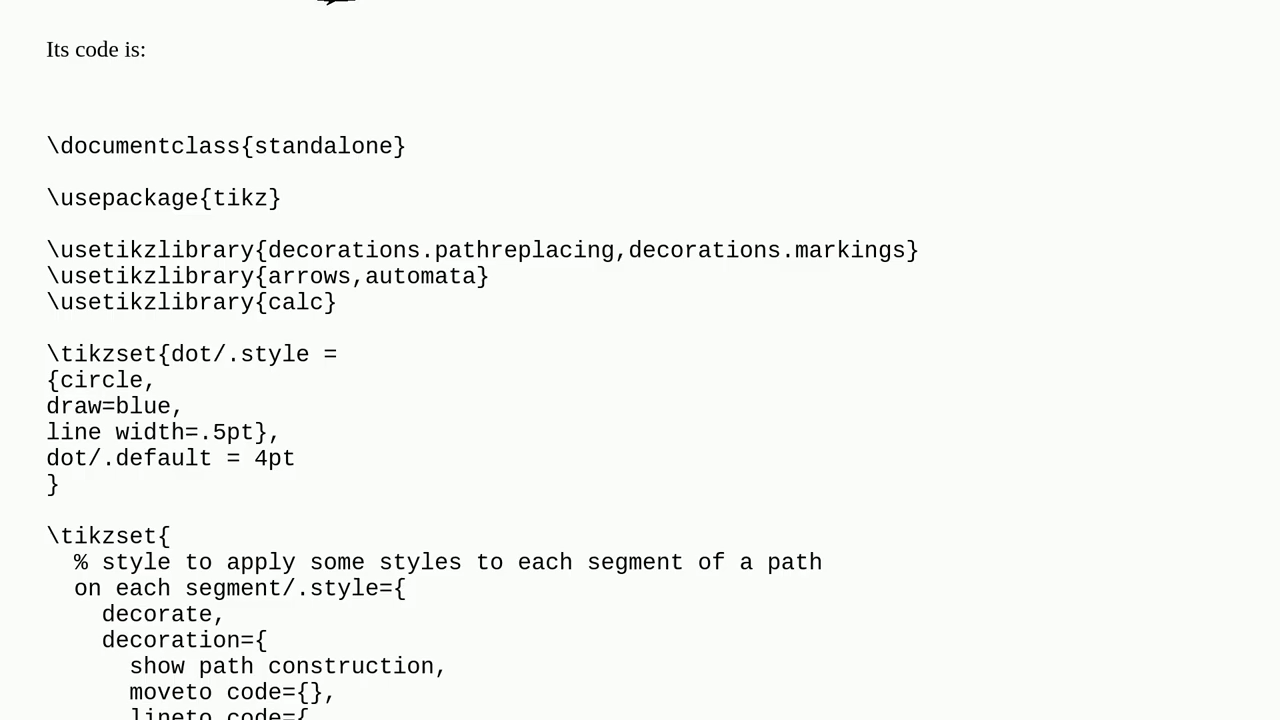 Its code is:
\documentclass{standalone}
\usepackage{tikz}
\usetikzlibrary{decorations.pathreplacing,decorations.markings}
\usetikzlibrary{arrows,automata}
\usetikzlibrary{calc}
\tikzset{dot/.style =
{circle,
draw=blue,
line width=.5pt},
dot/.default = 4pt
}
\tikzset{
  % style to apply some styles to each segment of a path
  on each segment/.style={
    decorate,
    decoration={
      show path construction,
      moveto code={},
      lineto code={